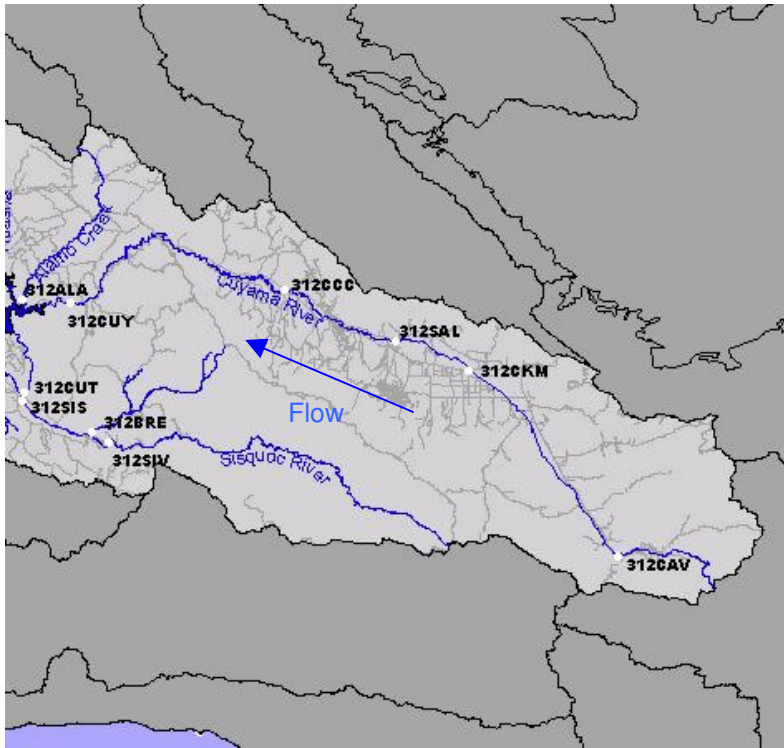 Alamo Creek
312ALA
312CUY
Cuyama River
312CCC
312SAL
312CKM
Flow
312CUT
312SIS
312BRE
312SIV
Sisquoc River
312CAV